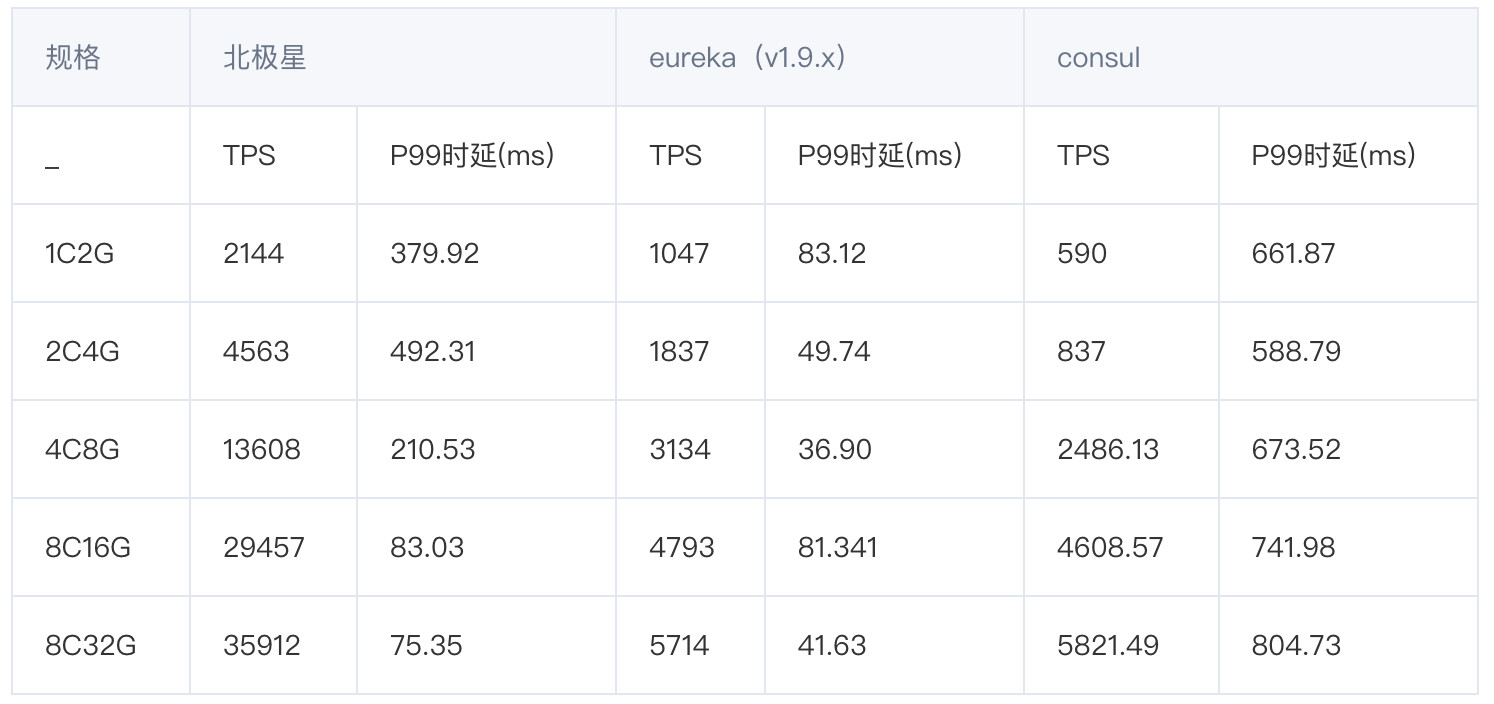 规格 北极星 eureka（v1.9.x） consul
_ TPS P99时延(ms) TPS P99时延(ms) TPS P99时延(ms)
1C2G 2144 379.92 1047 83.12 590 661.87
2C4G 4563 492.31 1837 49.74 837 588.79
4C8G 13608 210.53 3134 36.90 2486.13 673.52
8C16G 29457 83.03 4793 81.341 4608.57 741.98
8C32G 35912 75.35 5714 41.63 5821.49 804.73